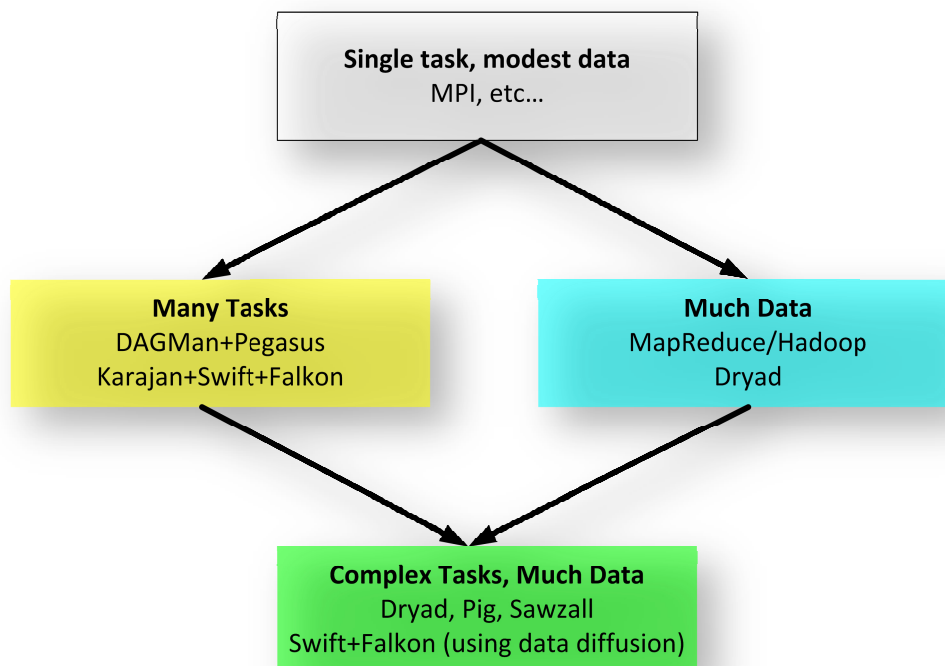 Single task, modest data
MPI, etc…
Many Tasks
DAGMan+Pegasus
Karajan+Swift+Falkon
Much Data
MapReduce/Hadoop
Dryad
Complex Tasks, Much Data
Dryad, Pig, Sawzall
Swift+Falkon (using data diffusion)